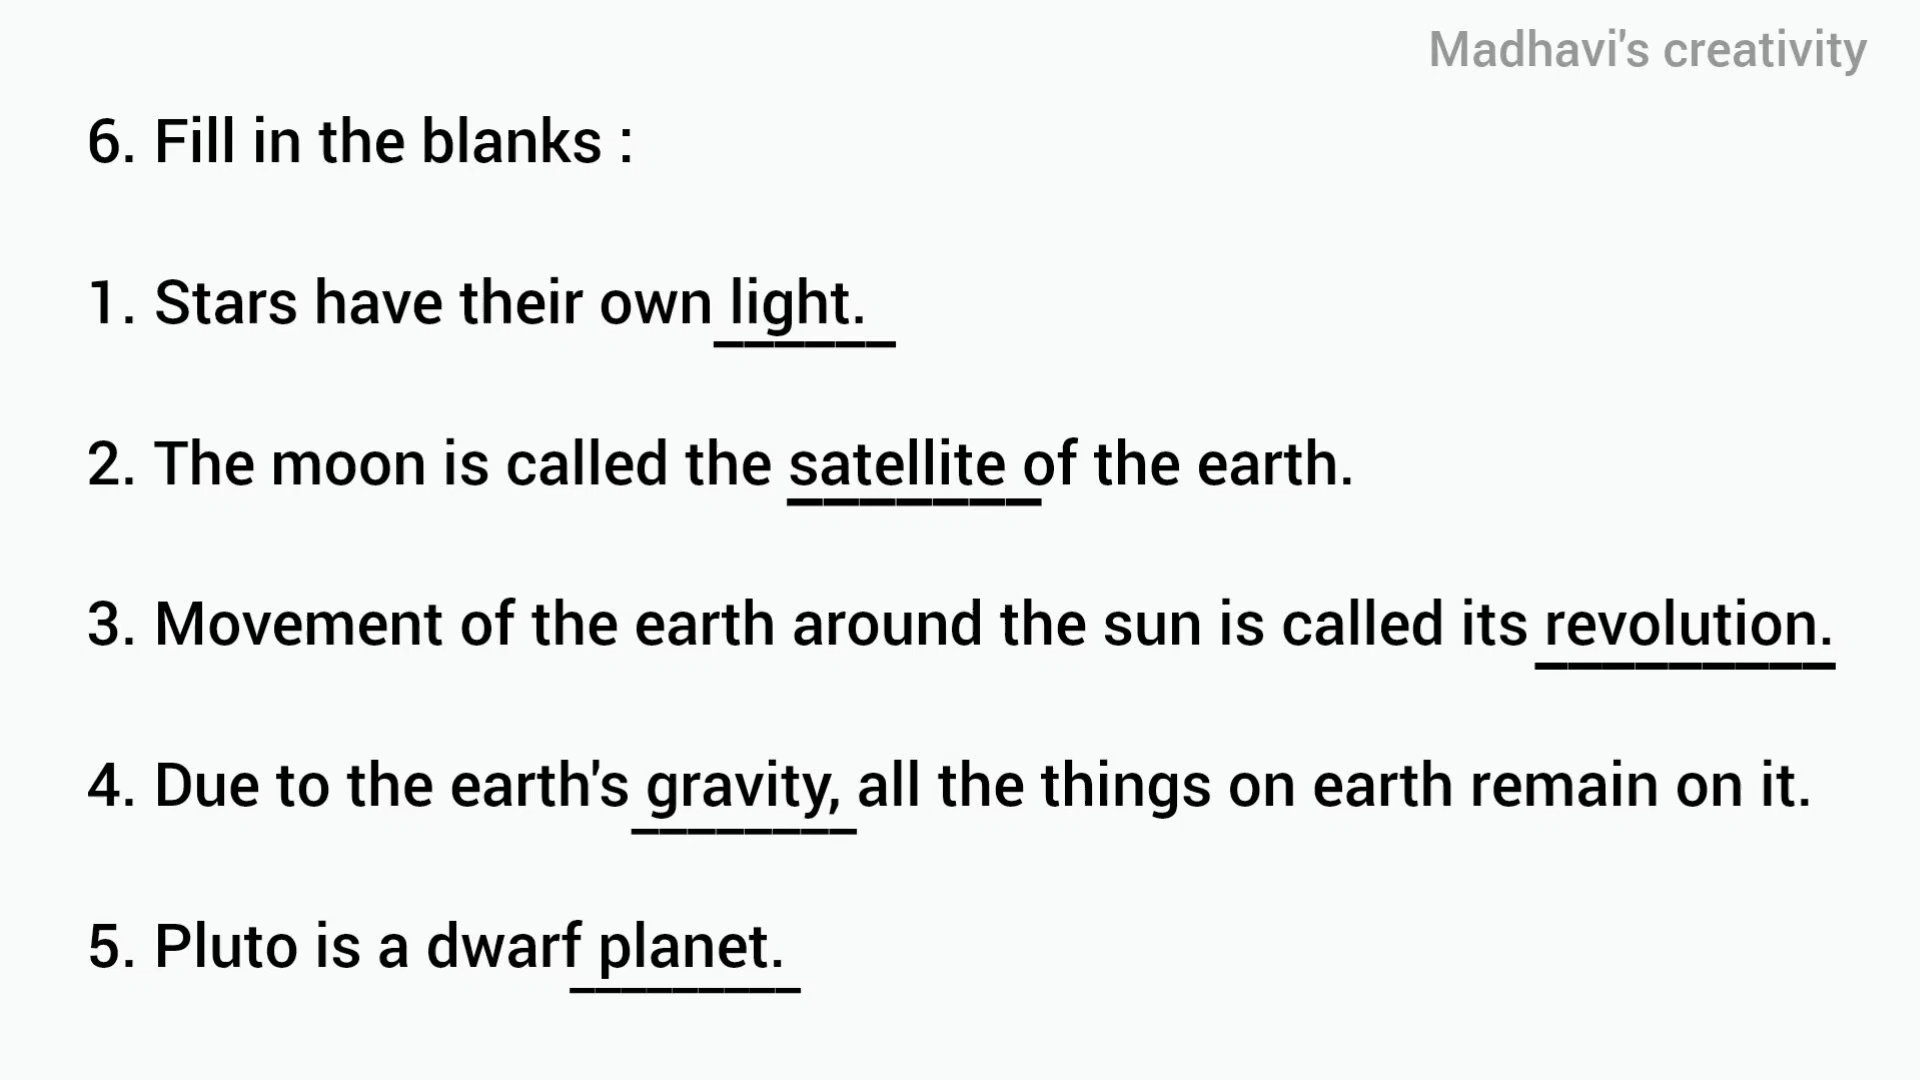 Madhavi's creativity
6. Fill in the blanks :
1. Stars have their own light.
2. The moon is called the satellite of the earth.
3. Movement of the earth around the sun is called its revolution.
4. Due to the earth's gravity, all the things on earth remain on it.
5. Pluto is a dwarf planet.